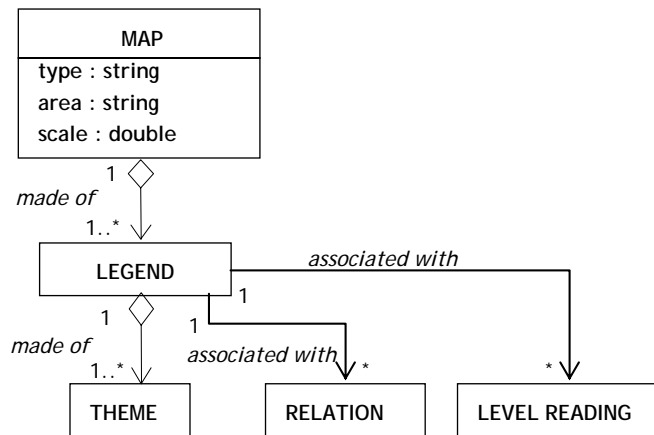 MAP
type : string
area : string
scale : double
1
made of
1..*
LEGEND
associated with
1
1
1
made of
associated with
1..*
*
*
THEME
RELATION
LEVEL READING